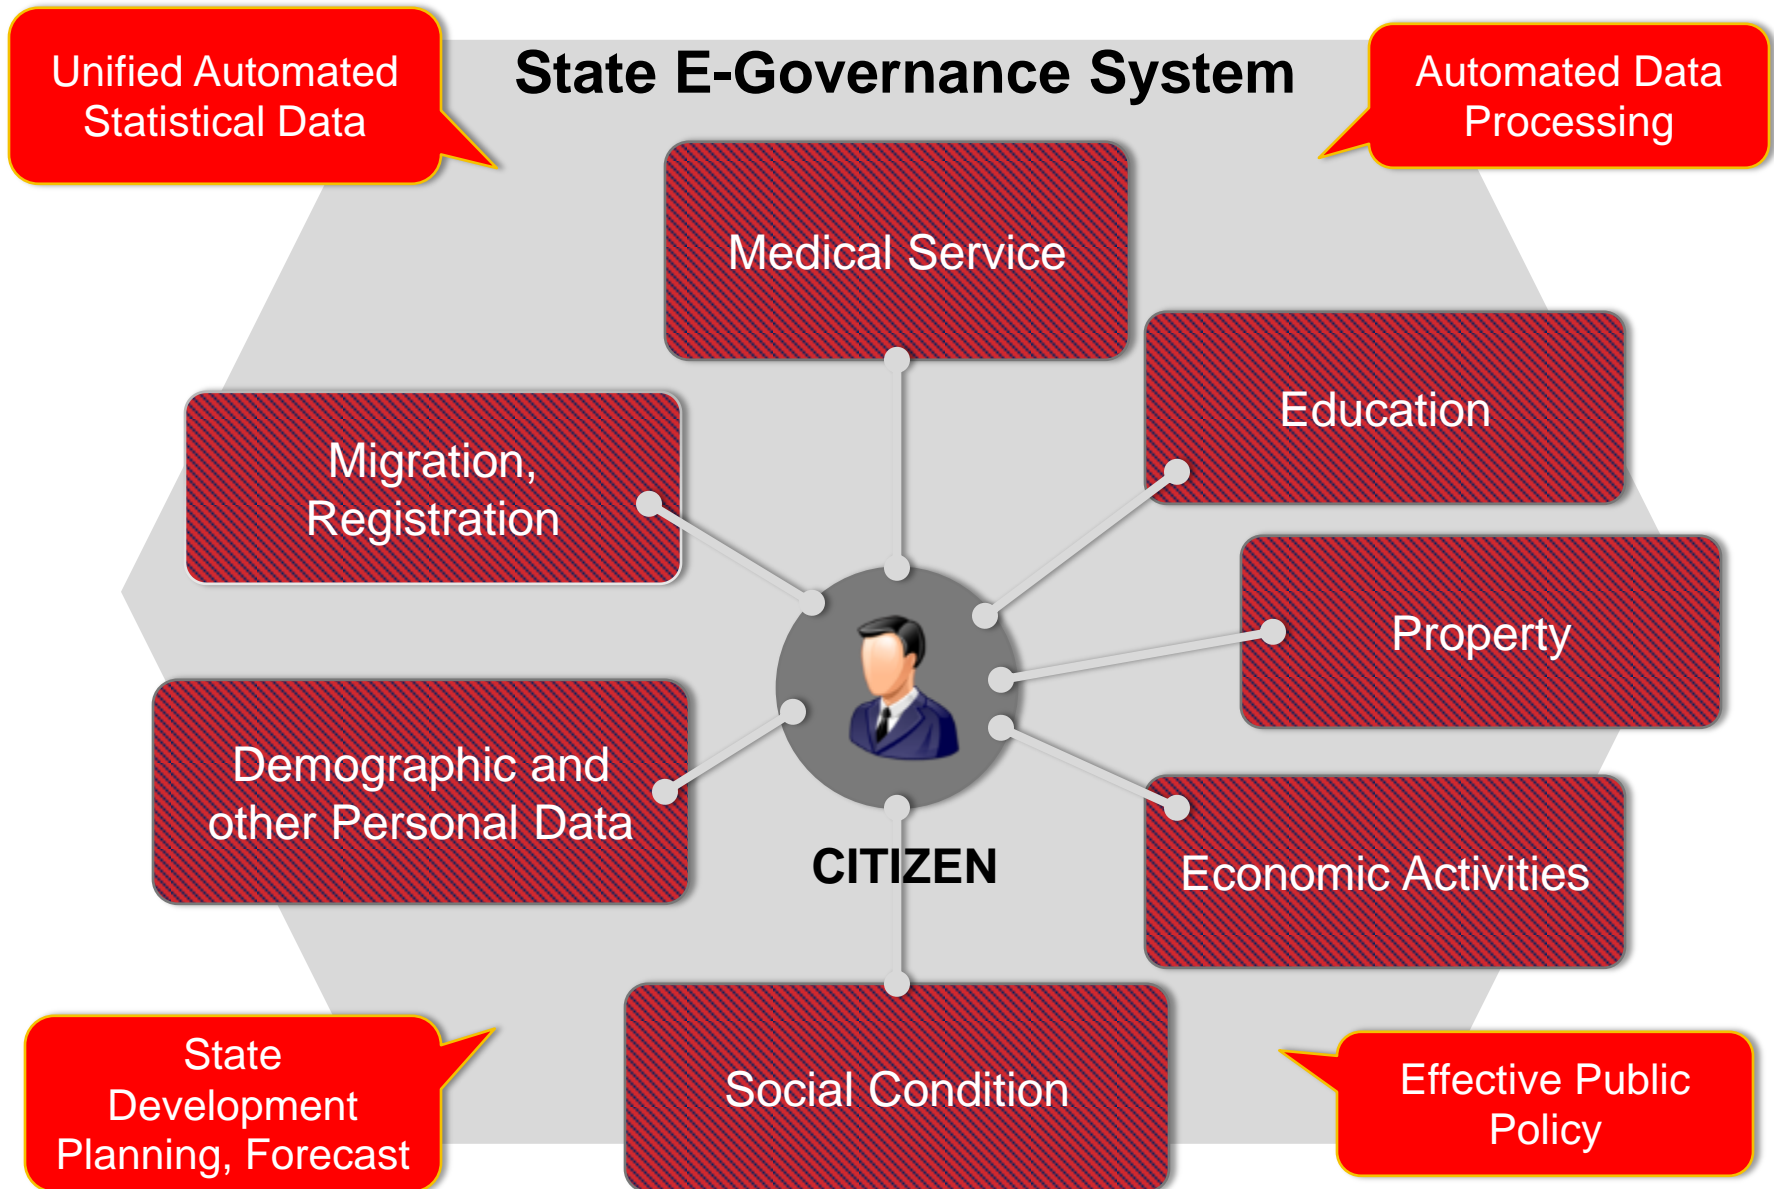 State E-Governance System
Unified Automated
Statistical Data
Automated Data
Processing
Medical Service
Education
Migration,
Registration
Property
Demographic and
other Personal Data
CITIZEN
Economic Activities
State
Development
Planning, Forecast
Social Condition
Effective Public
Policy